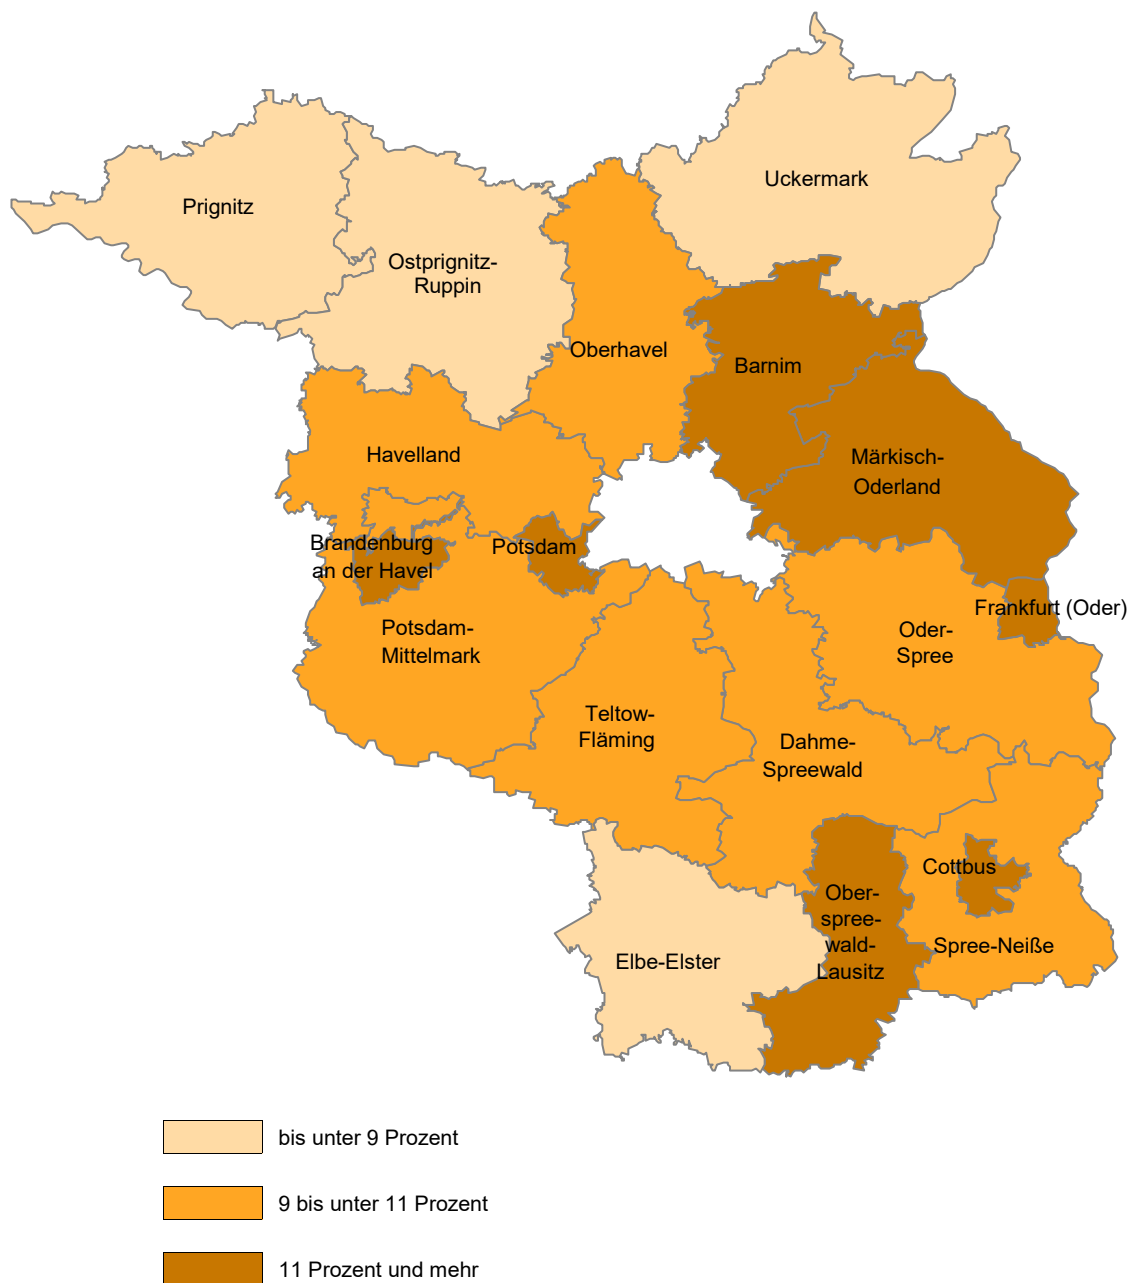 Uckermark
Prignitz
Ostprignitz-
Ruppin
Oberhavel
Barnim
Havelland
Märkisch-
Oderland
Brandenburg
an der Havel
Potsdam
Frankfurt (Oder)
Potsdam-
Mittelmark
Oder-
Spree
Teltow-
Fläming
Dahme-
Spreewald
Cottbus
Ober-
spree-
wald-
Lausitz
Spree-Neiße
Elbe-Elster
bis unter 9 Prozent
9 bis unter 11 Prozent
11 Prozent und mehr